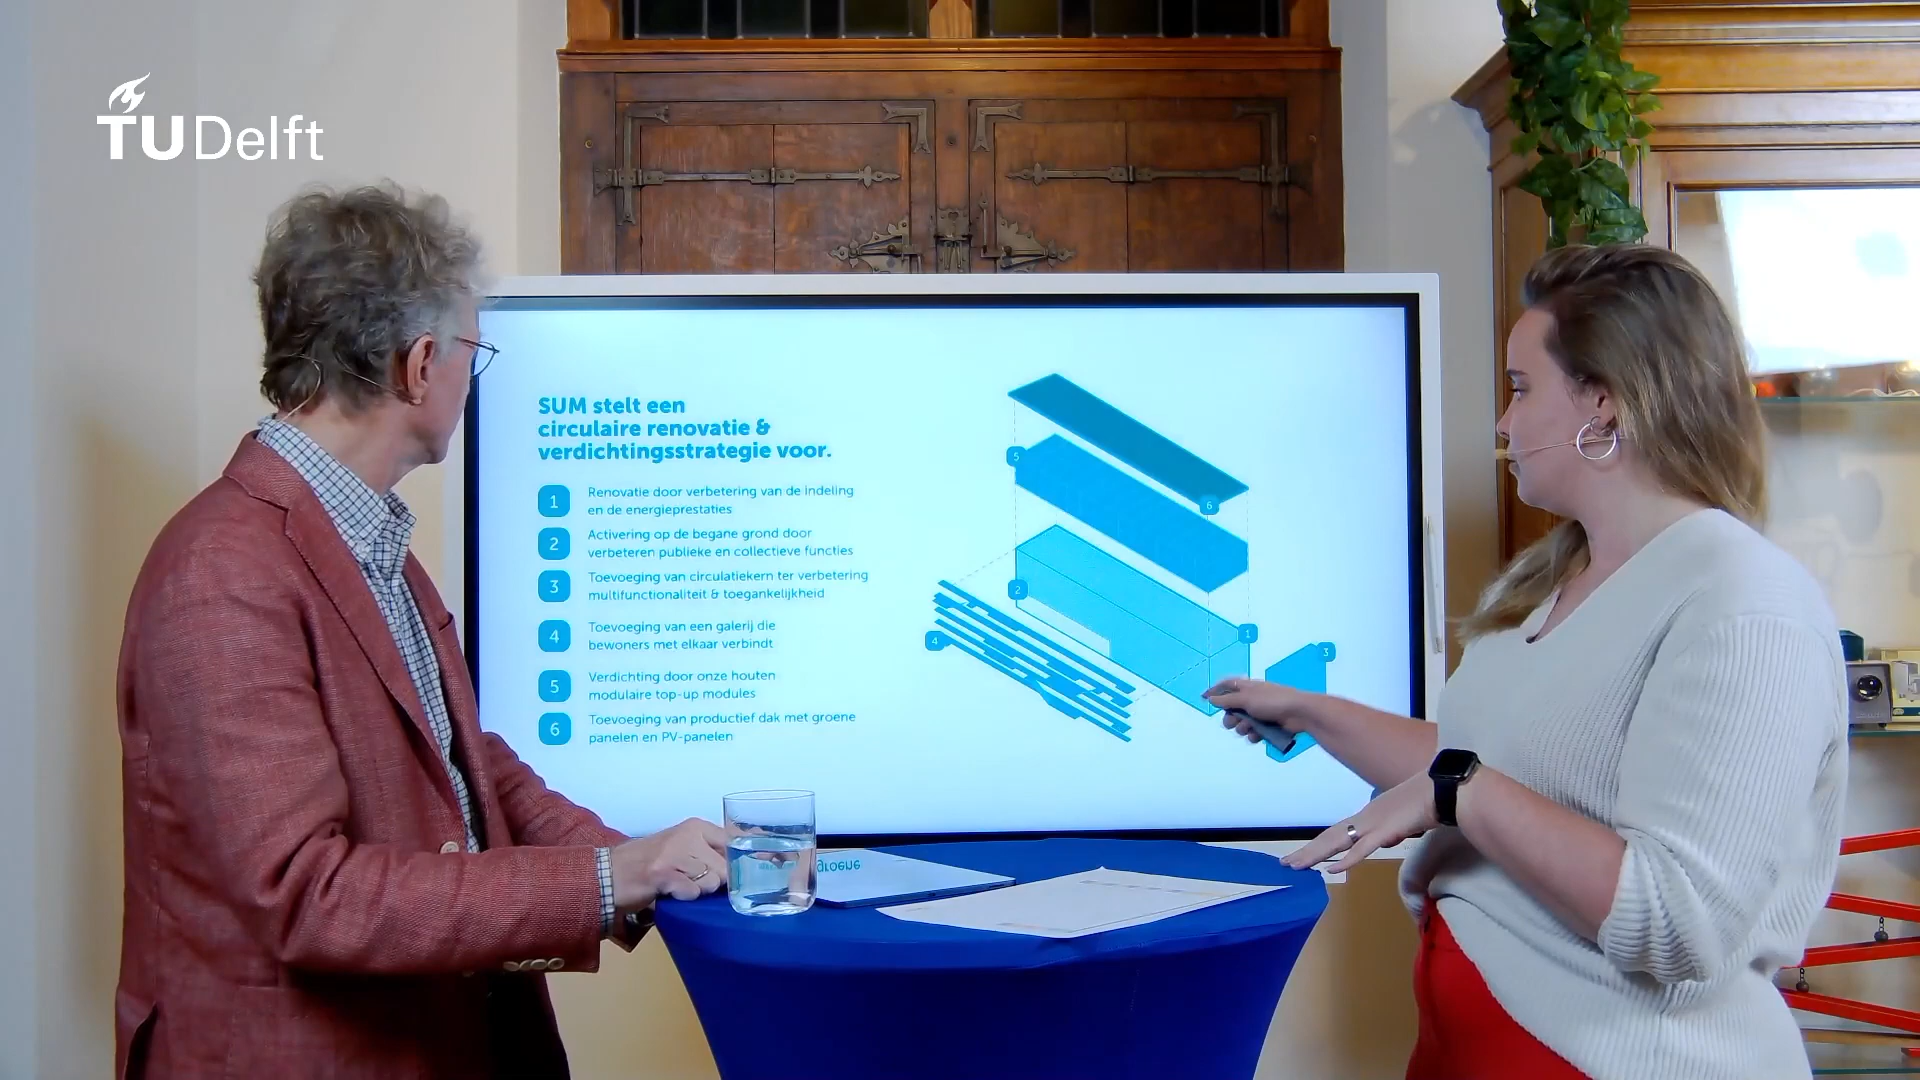 TU Delft
SUM stelt een
circulaire renovatie &
verdichtingsstrategie voor.
1
Renovatie door verbetering van de indeling
en de energieprestaties
2
Activering op de begane grond door
verbeteren publieke en collectieve functies
3
Toevoeging van circulatiekern ter verbetering
multifunctionaliteit & toegankelijkheid
4
Toevoeging van een galerij die
bewoners met elkaar verbindt
5
Verdichting door onze houten
modulaire top-up modules
6
Toevoeging van productief dak met groene
panelen en PV-panelen
5
6
2
1
4
3
groene